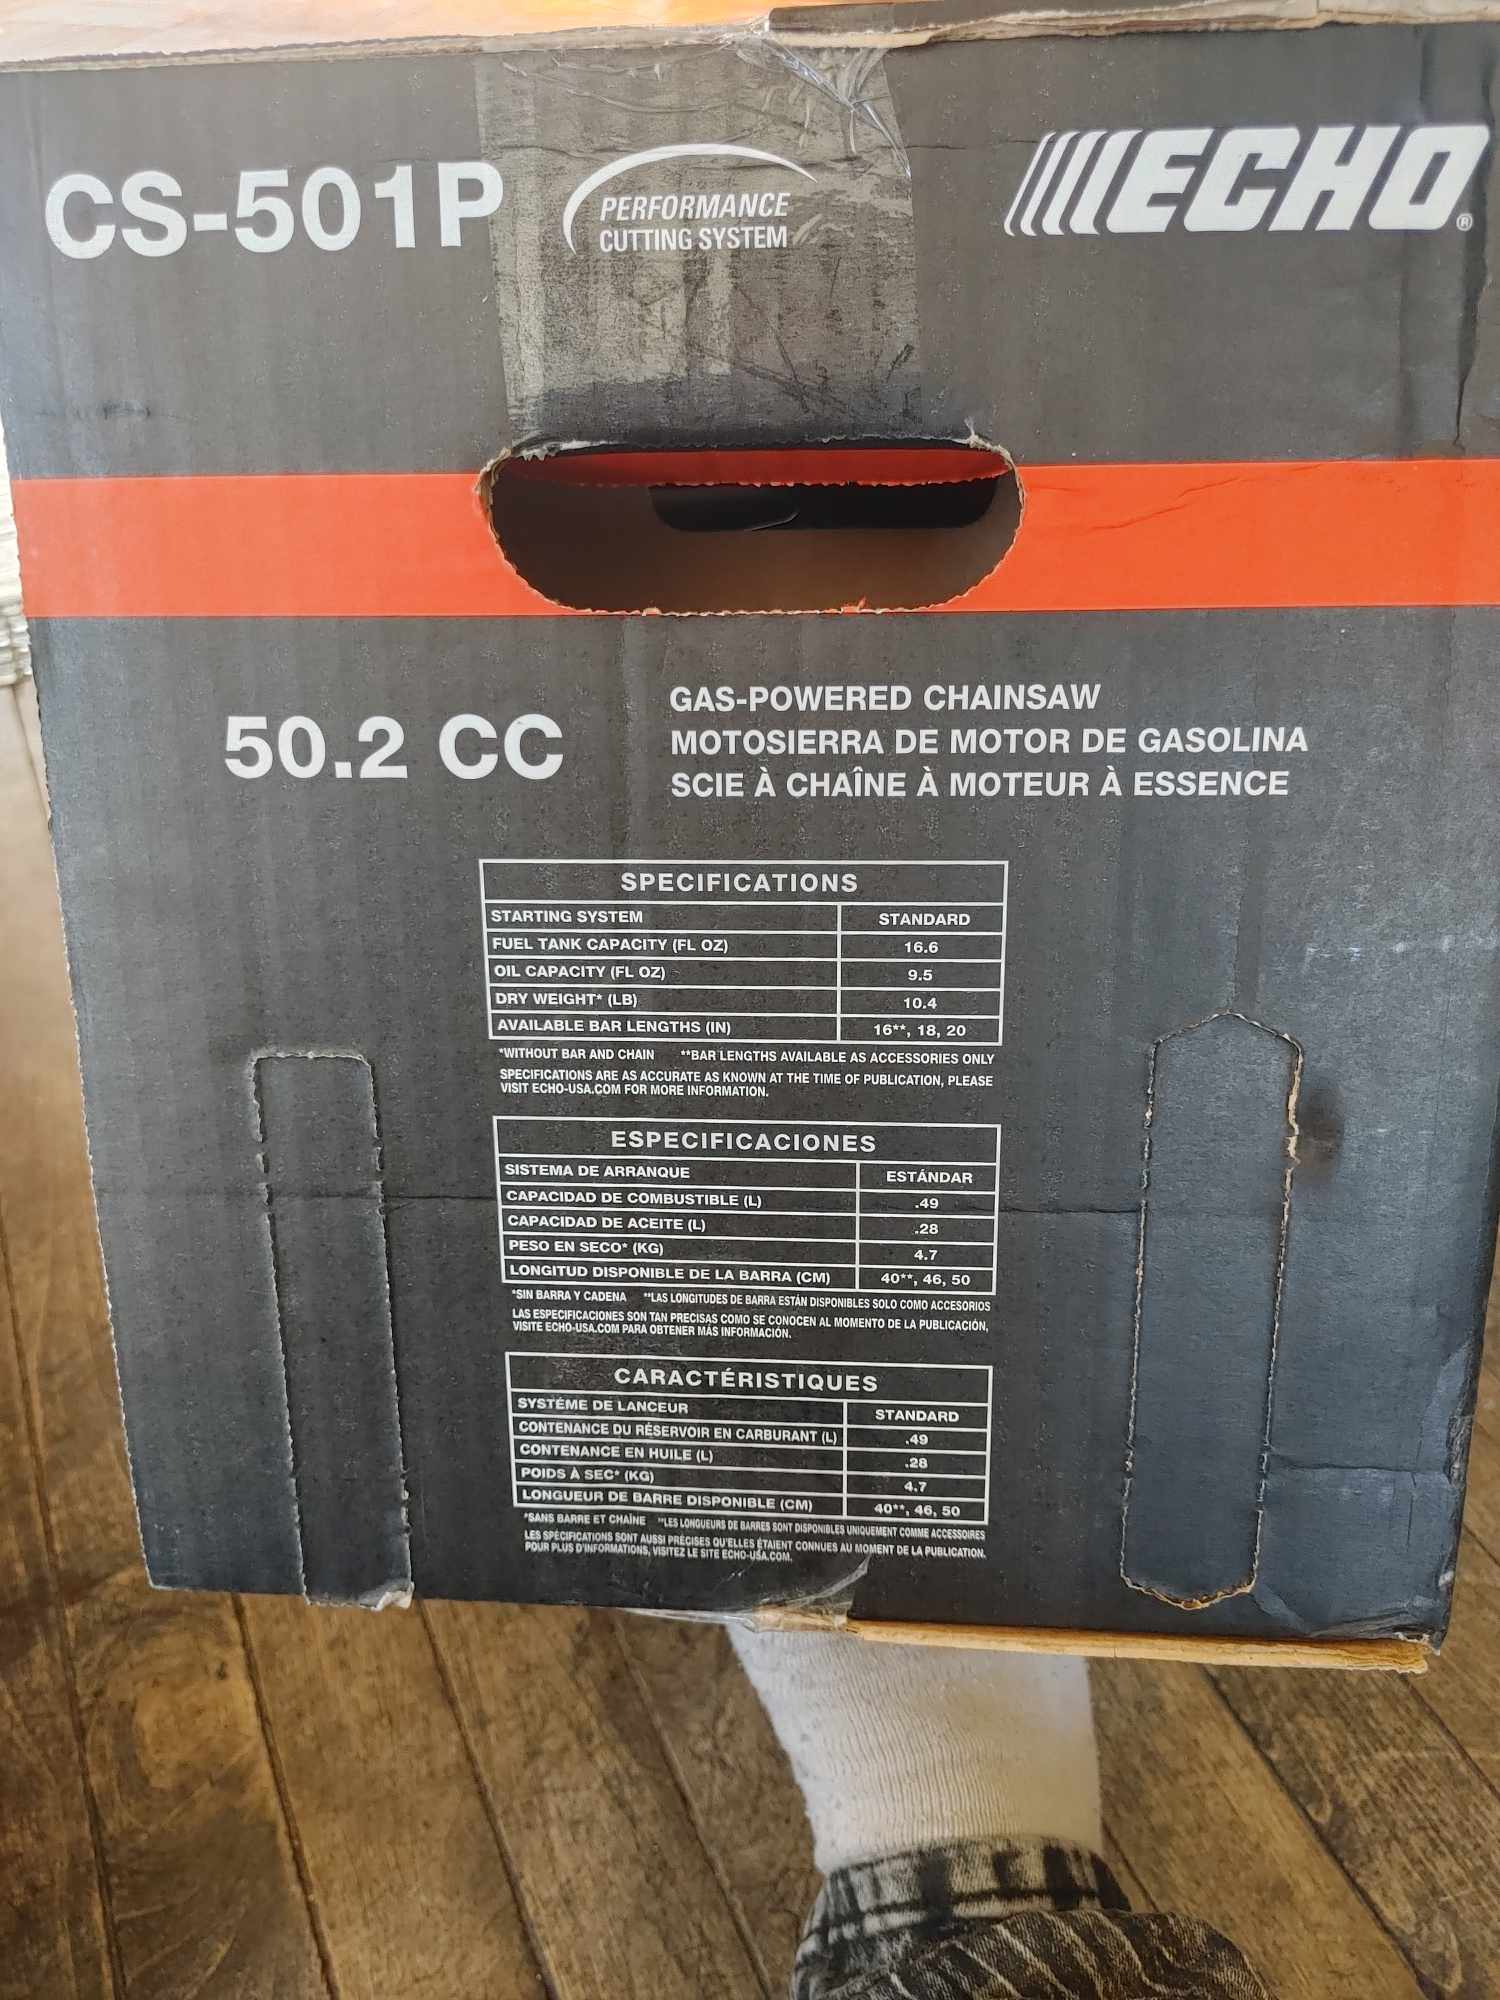 CS-501P
PERFORMANCE
CUTTING SYSTEM
ECHO®
50.2 CC
GAS-POWERED CHAINSAW
MOTOSIERRA DE MOTOR DE GASOLINA
SCIE À CHAÎNE À MOTEUR À ESSENCE
SPECIFICATIONS
STARTING SYSTEM STANDARD
FUEL TANK CAPACITY (FL OZ) 16.6
OIL CAPACITY (FL OZ) 9.5
DRY WEIGHT* (LB) 10.4
AVAILABLE BAR LENGTHS (IN) 16**, 18, 20
*WITHOUT BAR AND CHAIN **BAR LENGTHS AVAILABLE AS ACCESSORIES ONLY
SPECIFICATIONS ARE AS ACCURATE AS KNOWN AT THE TIME OF PUBLICATION, PLEASE
VISIT ECHO-USA.COM FOR MORE INFORMATION.
ESPECIFICACIONES
SISTEMA DE ARRANQUE ESTÁNDAR
CAPACIDAD DE COMBUSTIBLE (L) .49
CAPACIDAD DE ACEITE (L) .28
PESO EN SECO* (KG) 4.7
LONGITUD DISPONIBLE DE LA BARRA (CM) 40**, 46, 50
*SIN BARRA Y CADENA **LAS LONGITUDES DE BARRA ESTÁN DISPONIBLES SOLO COMO ACCESORIOS
LAS ESPECIFICACIONES SON TAN PRECISAS COMO SE CONOCEN AL MOMENTO DE LA PUBLICACIÓN,
VISITE ECHO-USA.COM PARA OBTENER MÁS INFORMACIÓN.
CARACTÉRISTIQUES
SYSTÉME DE LANCEUR STANDARD
CONTENANCE DU RÉSERVOIR EN CARBURANT (L) .49
CONTENANCE EN HUILE (L) .28
POIDS À SEC* (KG) 4.7
LONGUEUR DE BARRE DISPONIBLE (CM) 40**, 46, 50
*SANS BARRE ET CHAÎNE **LES LONGUEURS DE BARRES SONT DISPONIBLES UNIQUEMENT COMME ACCESSOIRES
LES SPÉCIFICATIONS SONT AUSSI PRÉCISES QU'ELLES ÉTAIENT CONNUES AU MOMENT DE LA PUBLICATION.
POUR PLUS D'INFORMATIONS, VISITEZ LE SITE ECHO-USA.COM.